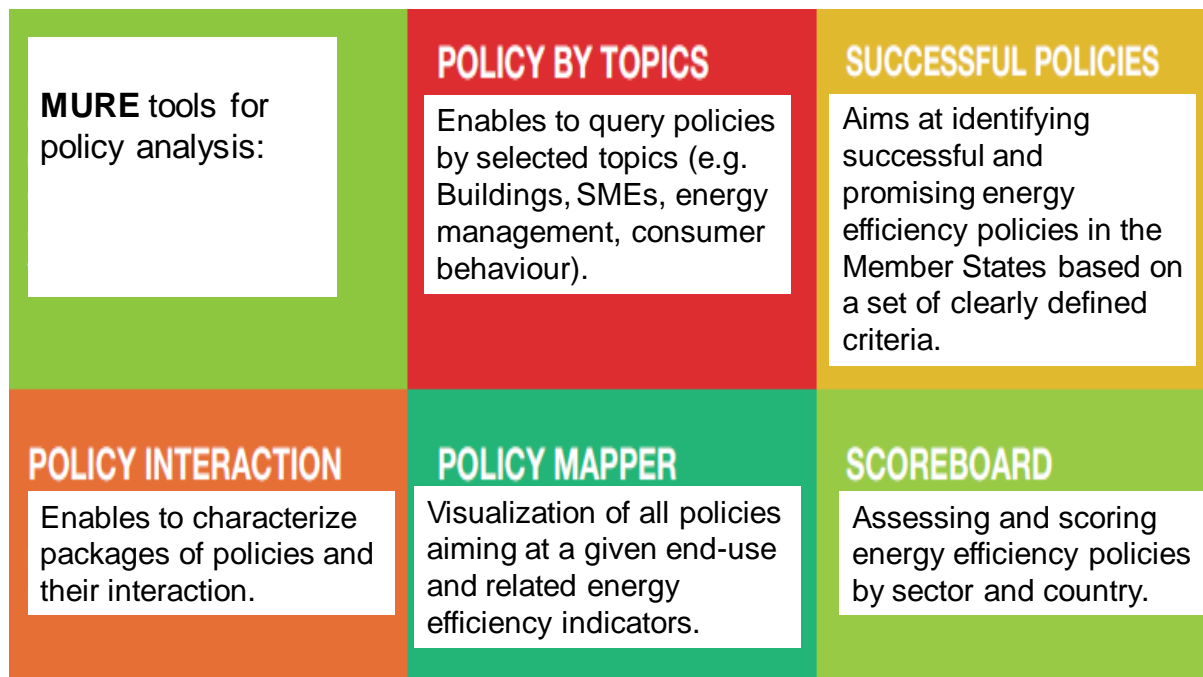 MURE tools for
policy analysis:
POLICY BY TOPICS
Enables to query policies
by selected topics (e.g.
Buildings, SMEs, energy
management, consumer
behaviour).
SUCCESSFUL POLICIES
Aims at identifying
successful and
promising energy
efficiency policies in the
Member States based on
a set of clearly defined
criteria.
POLICY INTERACTION
Enables to characterize
packages of policies and
their interaction.
POLICY MAPPER
Visualization of all policies
aiming at a given end-use
and related energy
efficiency indicators.
SCOREBOARD
Assessing and scoring
energy efficiency policies
by sector and country.